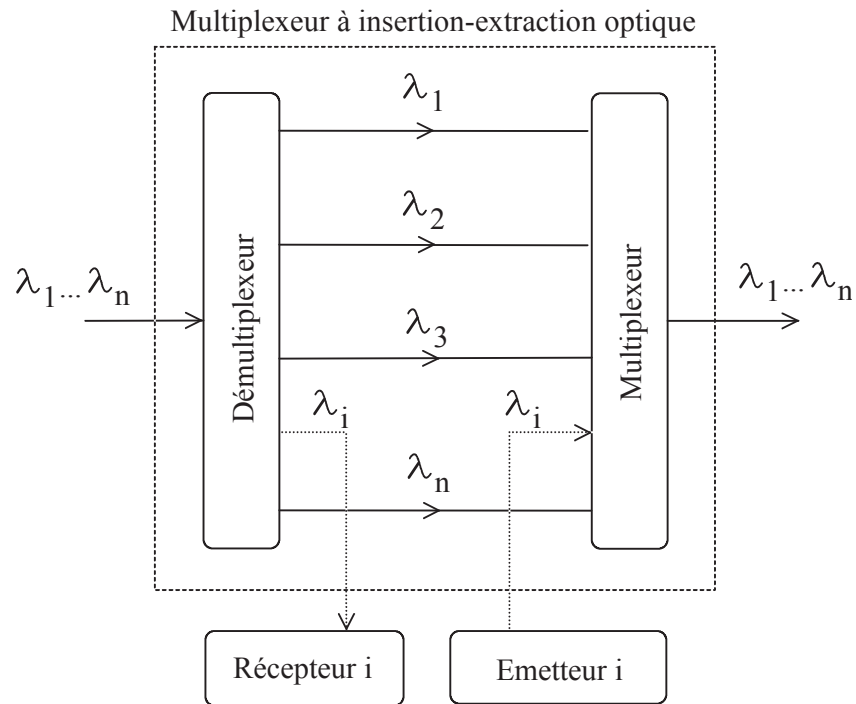 Multiplexeur à insertion-extraction optique
λ1
λ2
λ1... λn
Démultiplexeur
λ3
Multiplexeur
λ1... λn
λi
λi
λn
Récepteur i
Emetteur i